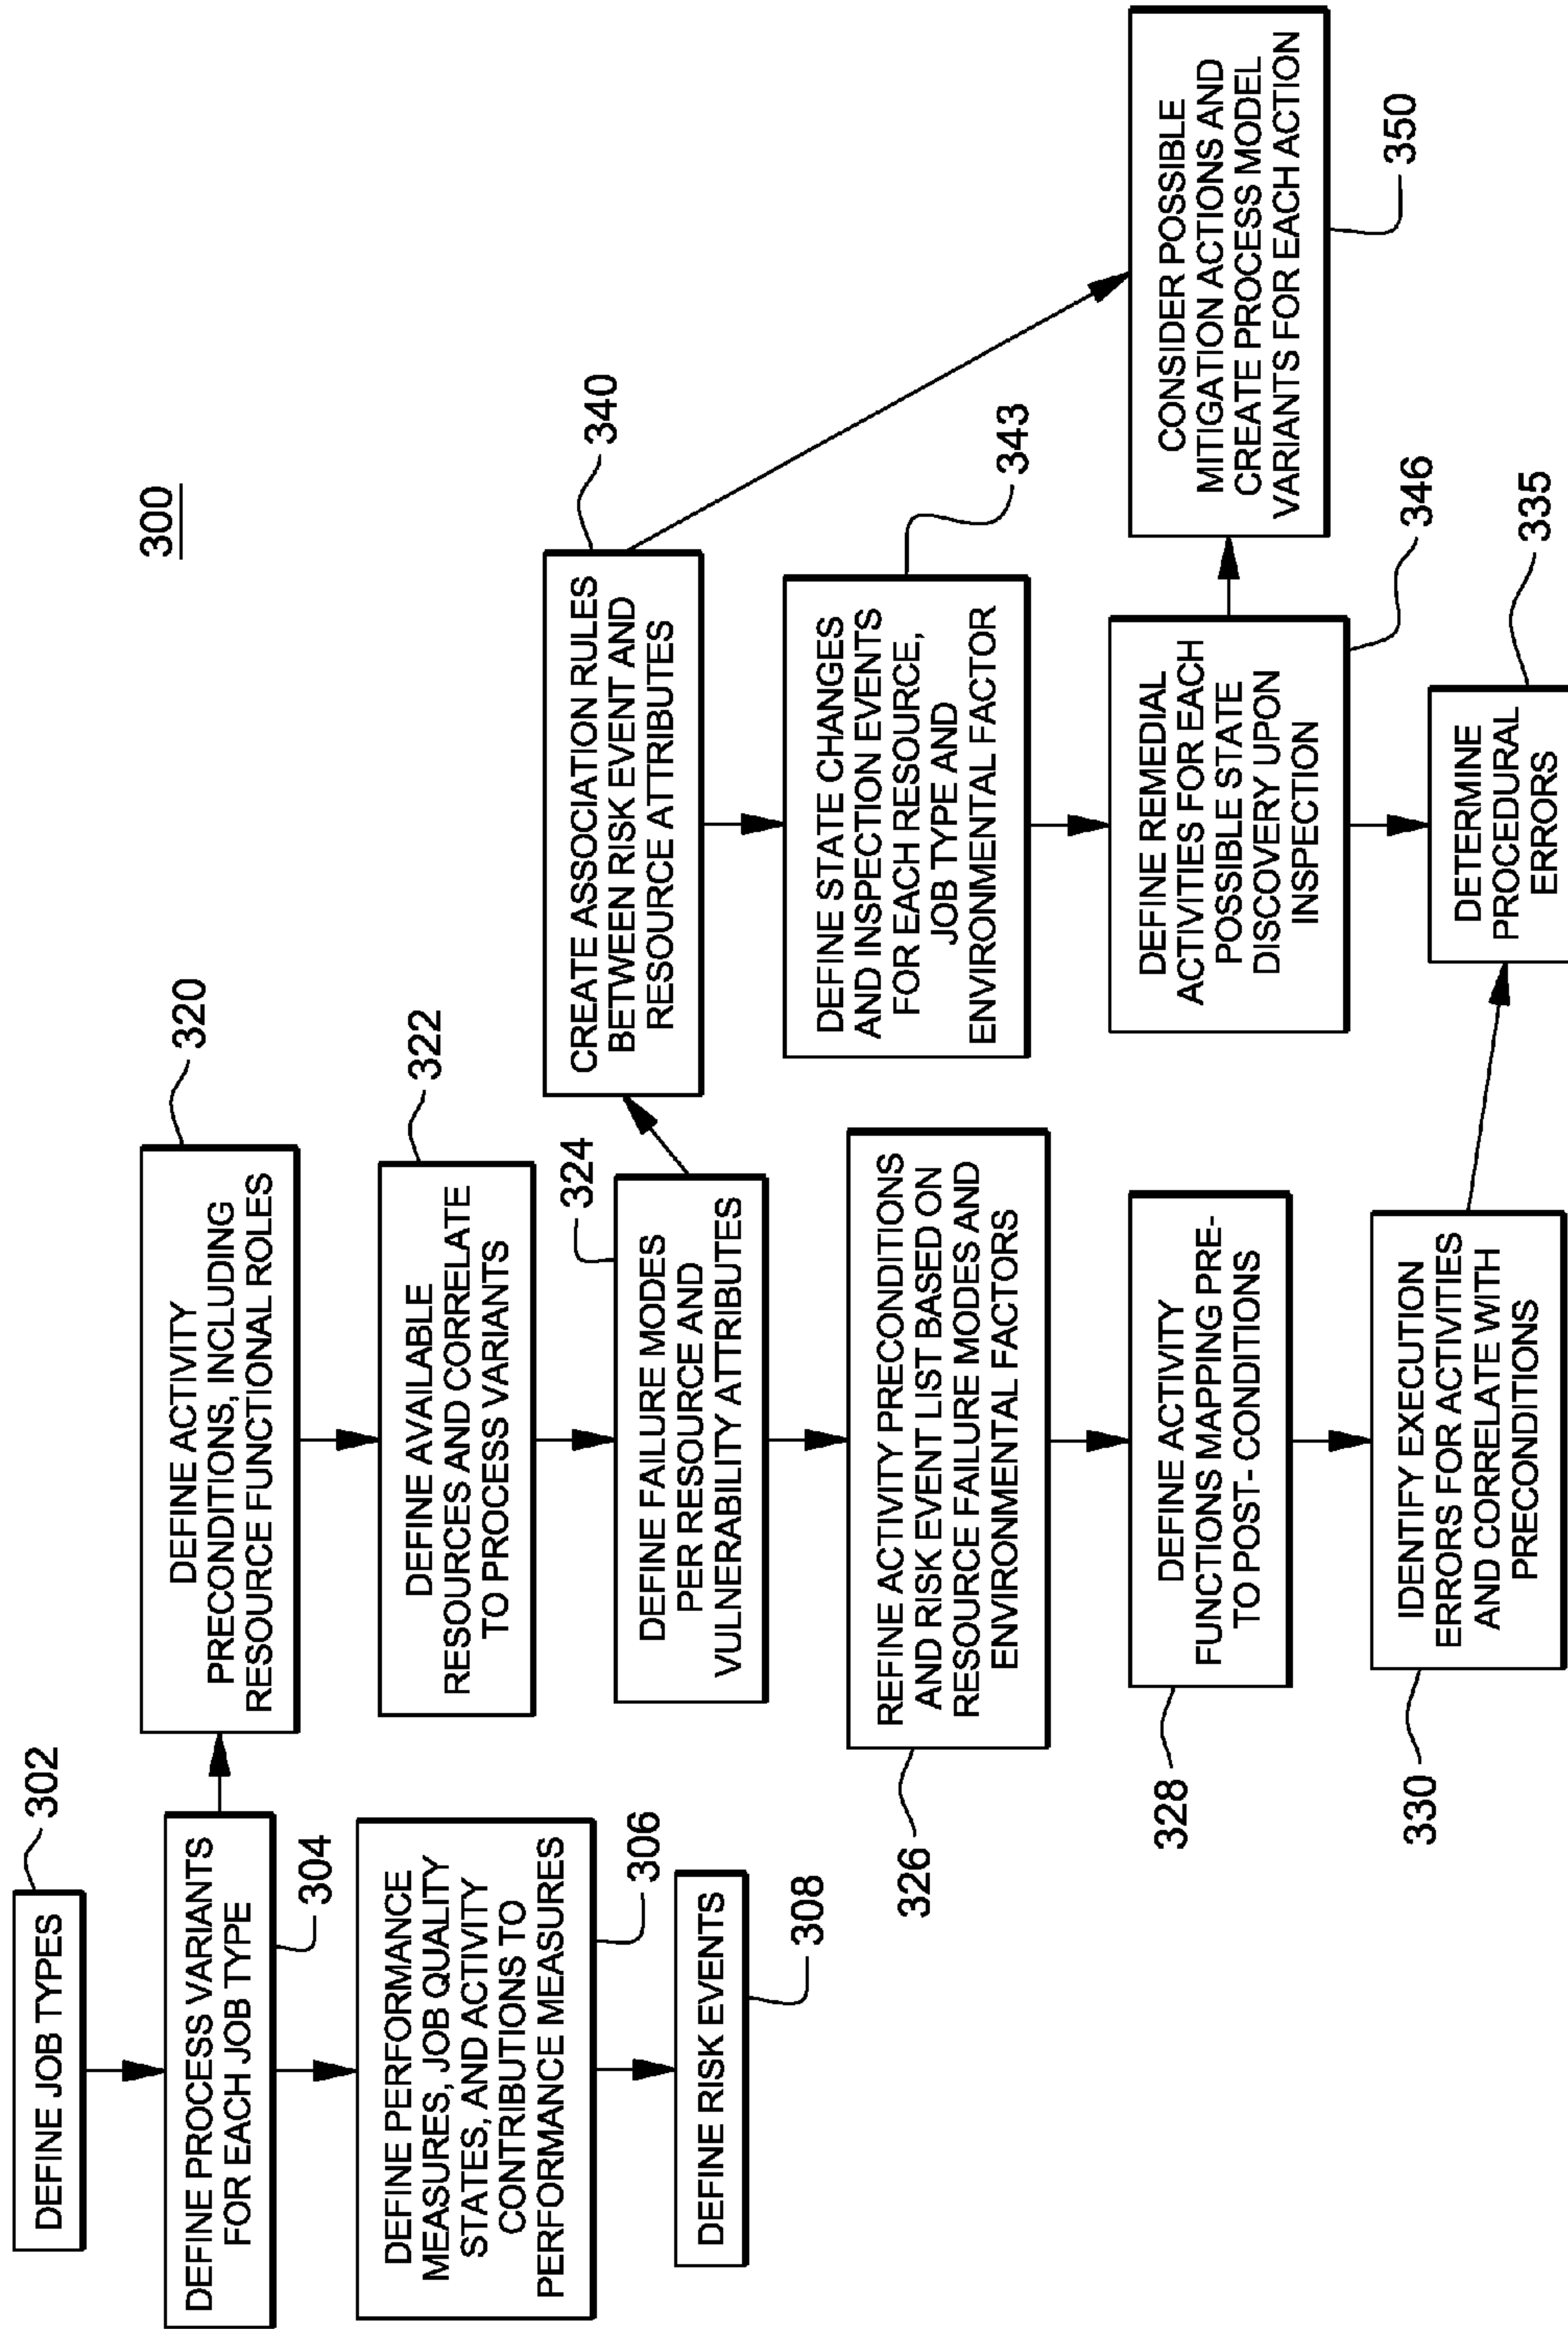 300
DEFINE JOB TYPES
302
DEFINE PROCESS VARIANTS
FOR EACH JOB TYPE
304
DEFINE PERFORMANCE
MEASURES, JOB QUALITY
STATES, AND ACTIVITY
CONTRIBUTIONS TO
PERFORMANCE MEASURES
306
DEFINE RISK EVENTS
308
DEFINE ACTIVITY
PRECONDITIONS, INCLUDING
RESOURCE FUNCTIONAL ROLES
320
DEFINE AVAILABLE
RESOURCES AND CORRELATE
TO PROCESS VARIANTS
322
DEFINE FAILURE MODES
PER RESOURCE AND
VULNERABILITY ATTRIBUTES
324
REFINE ACTIVITY PRECONDITIONS
AND RISK EVENT LIST BASED ON
RESOURCE FAILURE MODES AND
ENVIRONMENTAL FACTORS
326
DEFINE ACTIVITY
FUNCTIONS MAPPING PRE-
TO POST- CONDITIONS
328
IDENTIFY EXECUTION
ERRORS FOR ACTIVITIES
AND CORRELATE WITH
PRECONDITIONS
330
CREATE ASSOCIATION RULES
BETWEEN RISK EVENT AND
RESOURCE ATTRIBUTES
340
DEFINE STATE CHANGES
AND INSPECTION EVENTS
FOR EACH RESOURCE,
JOB TYPE AND
ENVIRONMENTAL FACTOR
343
DEFINE REMEDIAL
ACTIVITIES FOR EACH
POSSIBLE STATE
DISCOVERY UPON
INSPECTION
346
DETERMINE
PROCEDURAL
ERRORS
335
CONSIDER POSSIBLE
MITIGATION ACTIONS AND
CREATE PROCESS MODEL
VARIANTS FOR EACH ACTION
350